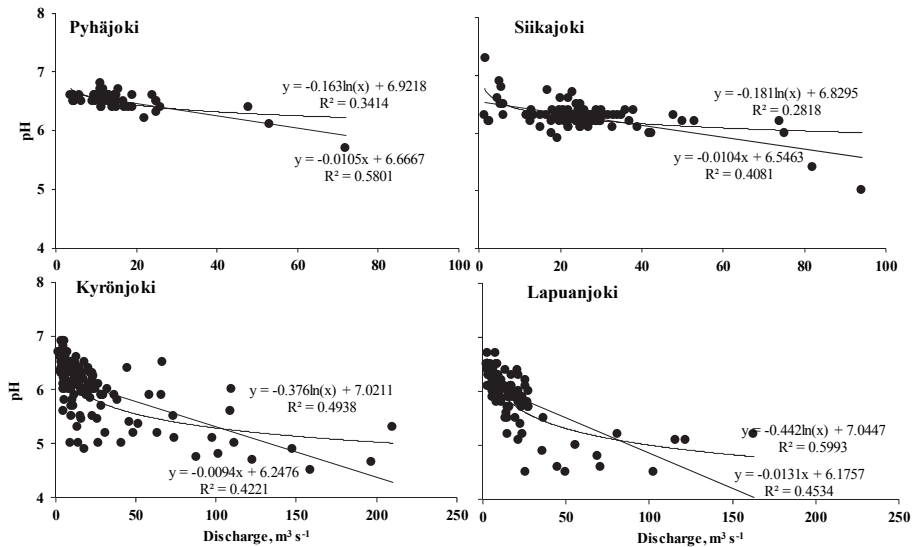 Pyhäjoki
8
7
6
5
4
pH
y = -0.163ln(x) + 6.9218
R² = 0.3414
y = -0.0105x + 6.6667
R² = 0.5801
0 20 40 60 80 100
Siikajoki
y = -0.181ln(x) + 6.8295
R² = 0.2818
y = -0.0104x + 6.5463
R² = 0.4081
0 20 40 60 80 100
Kyrönjoki
8
7
6
5
4
pH
y = -0.376ln(x) + 7.0211
R² = 0.4938
y = -0.0094x + 6.2476
R² = 0.4221
0 50 100 150 200 250
Discharge, m³ s⁻¹
Lapuanjoki
y = -0.442ln(x) + 7.0447
R² = 0.5993
y = -0.0131x + 6.1757
R² = 0.4534
0 50 100 150 200 250
Discharge, m³ s⁻¹